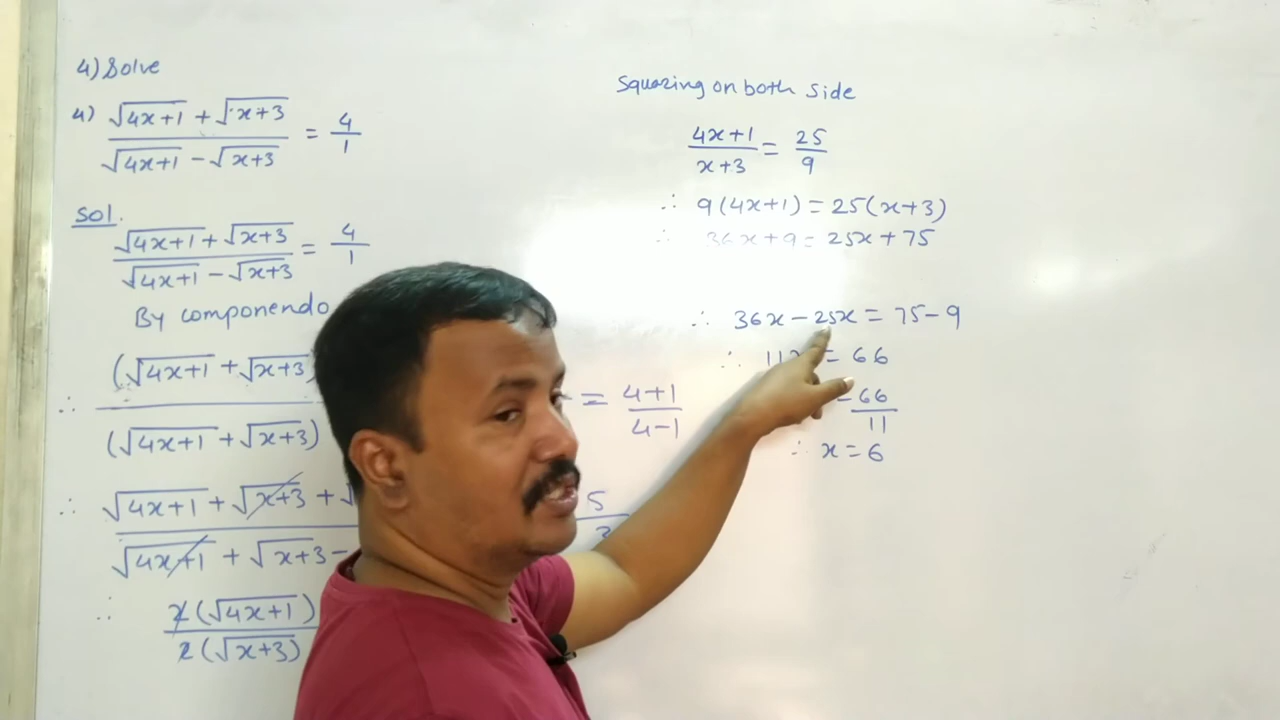 4) Solve
4) √4x+1 + √x+3 / √4x+1 - √x+3 = 4/1
Sol.
√4x+1 + √x+3 / √4x+1 - √x+3 = 4/1
By componendo
∴ (√4x+1 + √x+3) / (√4x+1 + √x+3) = 4+1 / 4-1
∴ √4x+1 + √x+3 + √ / √4x+1 + √x+3 - 5/3
∴ 2(√4x+1) / 2(√x+3)
Squaring on both side
4x+1 / x+3 = 25/9
∴ 9(4x+1) = 25(x+3)
∴ 36x+9 = 25x+75
∴ 36x - 25x = 75 - 9
∴ 11x = 66
= 66/11
∴ x = 6